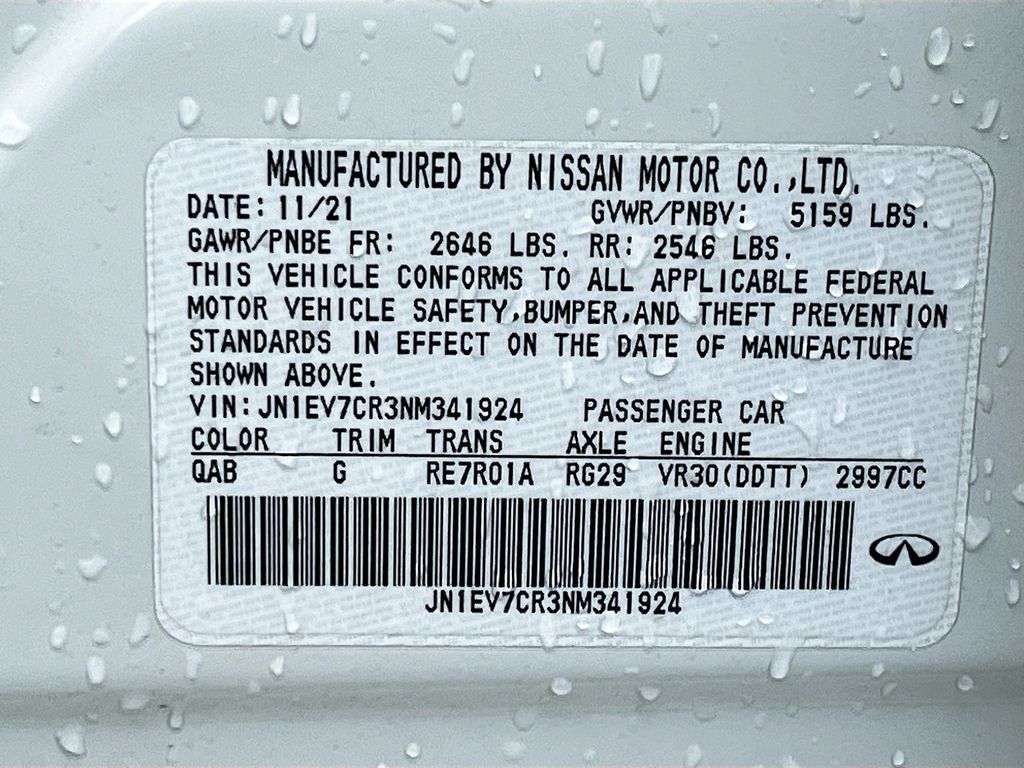 MANUFACTURED BY NISSAN MOTOR CO.,LTD.
DATE: 11/21 GVWR/PNBV: 5159 LBS.
GAWR/PNBE FR: 2646 LBS. RR: 2546 LBS.
THIS VEHICLE CONFORMS TO ALL APPLICABLE FEDERAL
MOTOR VEHICLE SAFETY,BUMPER,AND THEFT PREVENTION
STANDARDS IN EFFECT ON THE DATE OF MANUFACTURE
SHOWN ABOVE.
VIN:JN1EV7CR3NM341924 PASSENGER CAR
COLOR TRIM TRANS AXLE ENGINE
QAB G RE7R01A RG29 VR30(DDTT) 2997CC
JN1EV7CR3NM341924